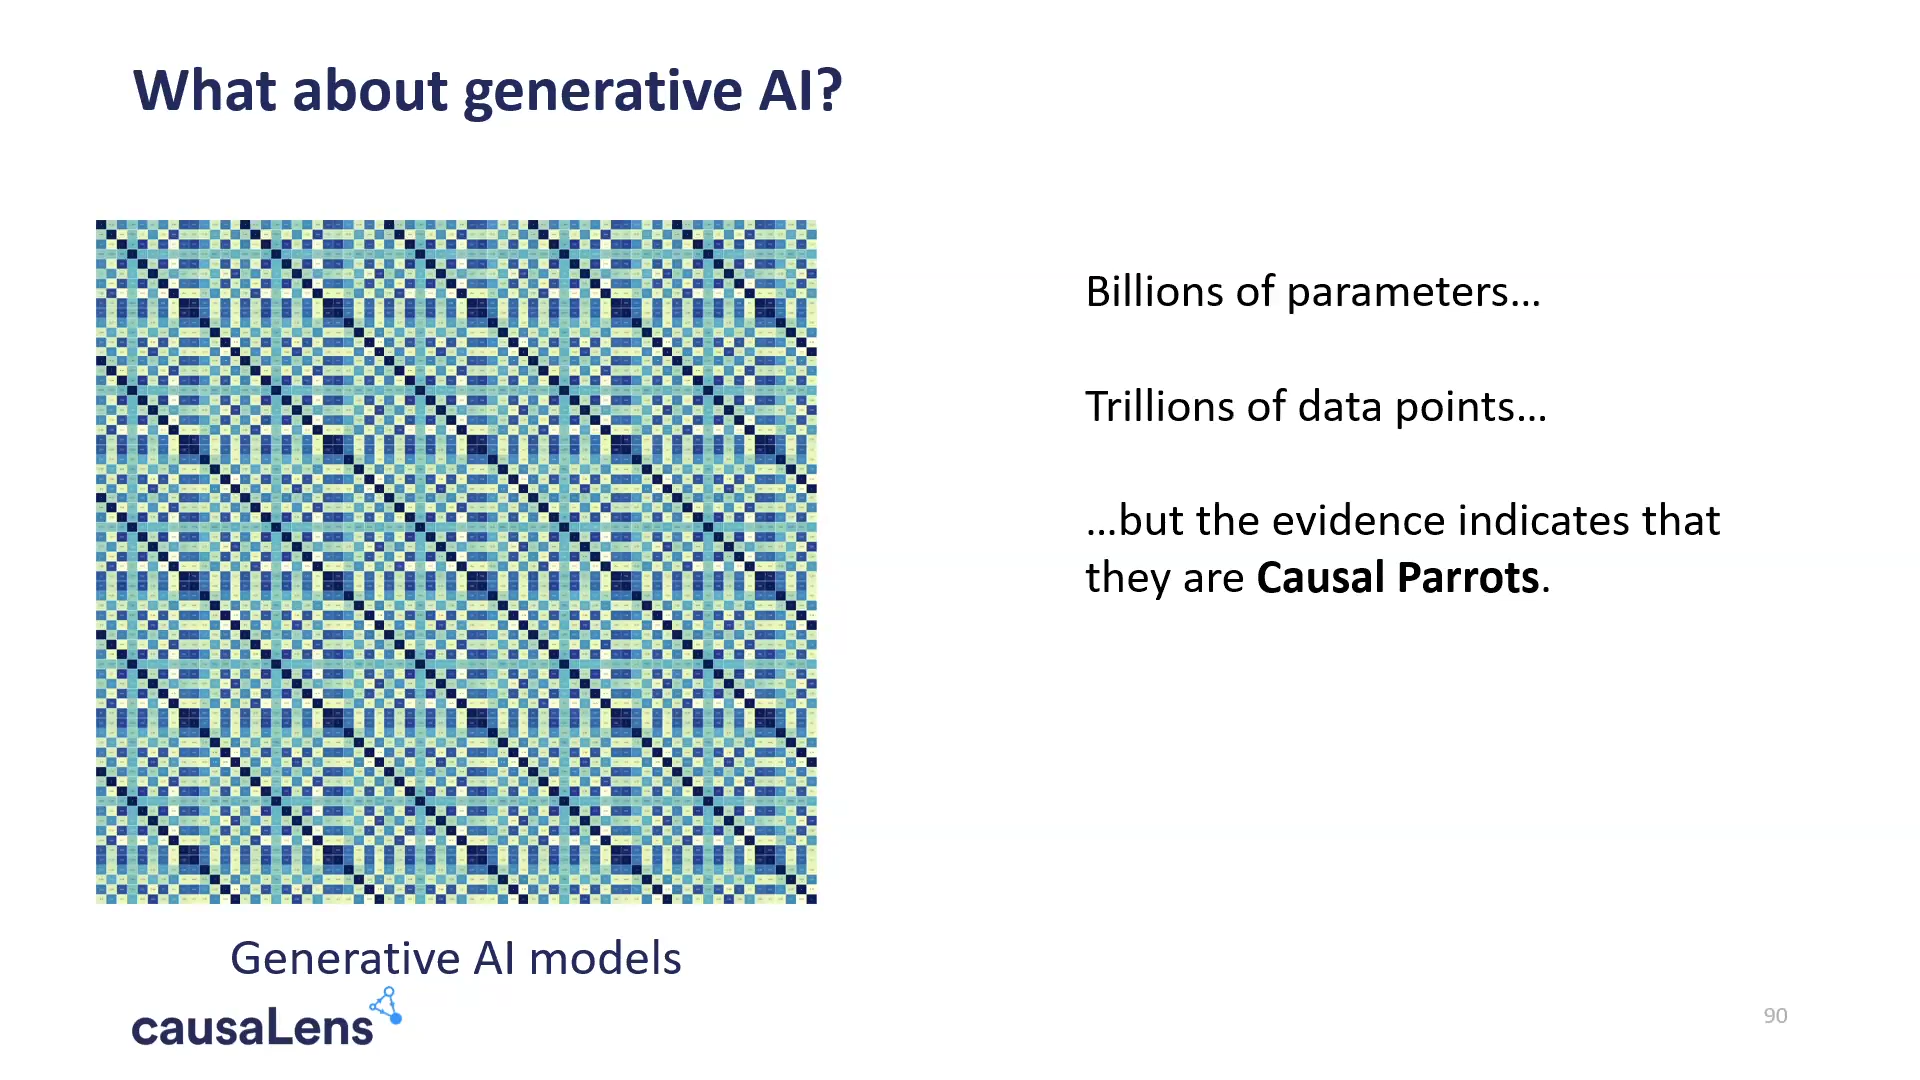 What about generative AI?
Billions of parameters…
Trillions of data points…
…but the evidence indicates that
they are Causal Parrots.
Generative AI models
causaLens
90